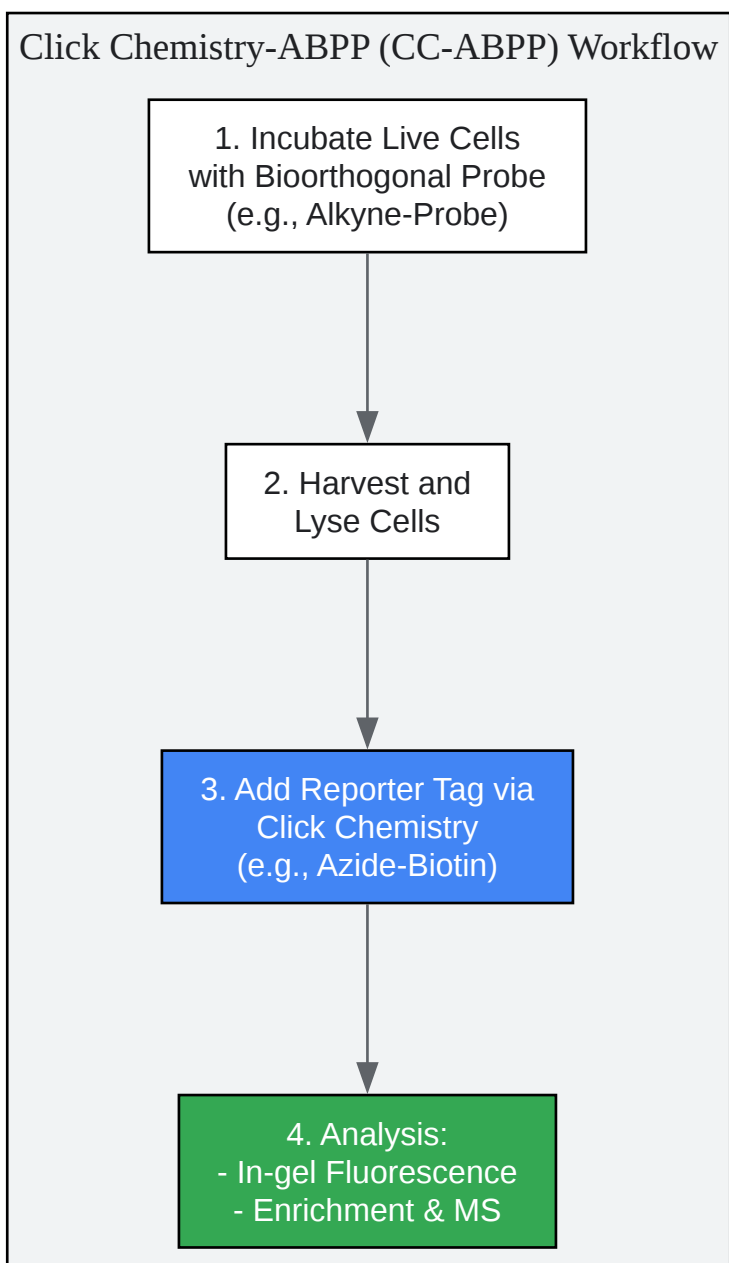 Click Chemistry-ABPP (CC-ABPP) Workflow
1. Incubate Live Cells
with Bioorthogonal Probe
(e.g., Alkyne-Probe)
2. Harvest and
Lyse Cells
3. Add Reporter Tag via
Click Chemistry
(e.g., Azide-Biotin)
4. Analysis:
- In-gel Fluorescence
- Enrichment & MS